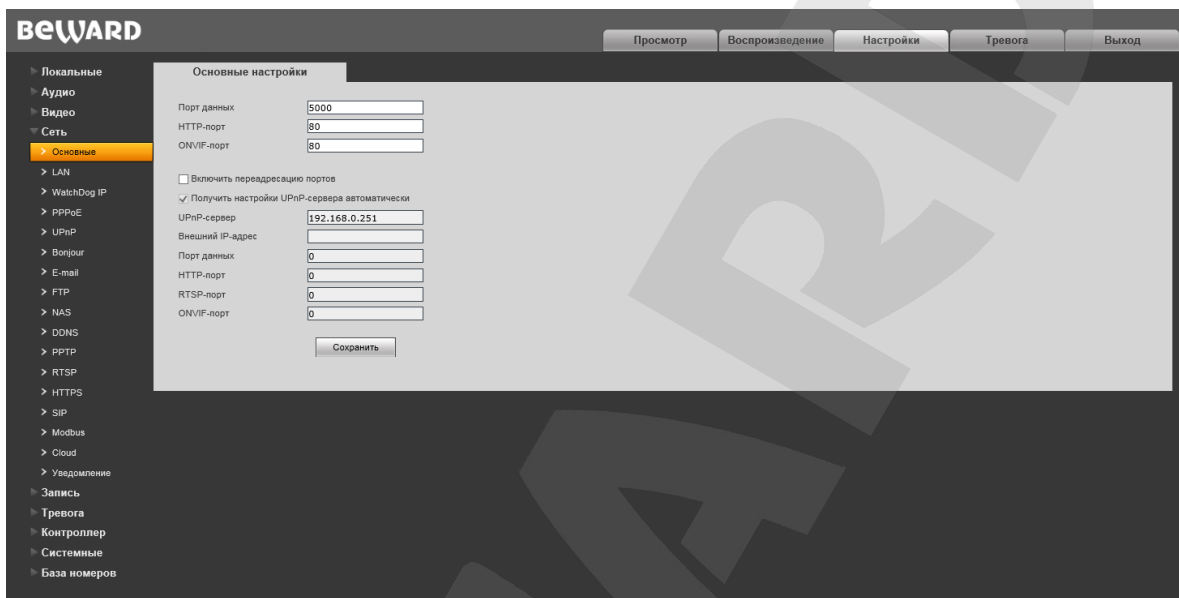 BEWARD
Просмотр
Воспроизведение
Настройки
Тревога
Выход
Локальные
Аудио
Видео
Сеть
Основные
LAN
WatchDog IP
PPPoE
UPnP
Bonjour
E-mail
FTP
NAS
DDNS
PPTP
RTSP
HTTPS
SIP
Modbus
Cloud
Уведомление
Запись
Тревога
Контроллер
Системные
База номеров
Основные настройки
Порт данных 5000
HTTP-порт 80
ONVIF-порт 80
Включить переадресацию портов
Получить настройки UPnP-сервера автоматически
UPnP-сервер 192.168.0.251
Внешний IP-адрес
Порт данных 0
HTTP-порт 0
RTSP-порт 0
ONVIF-порт 0
Сохранить